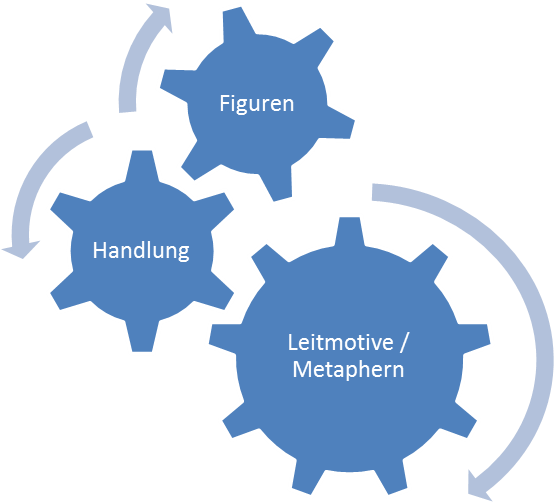 Figuren
Handlung
Leitmotive /
Metaphern